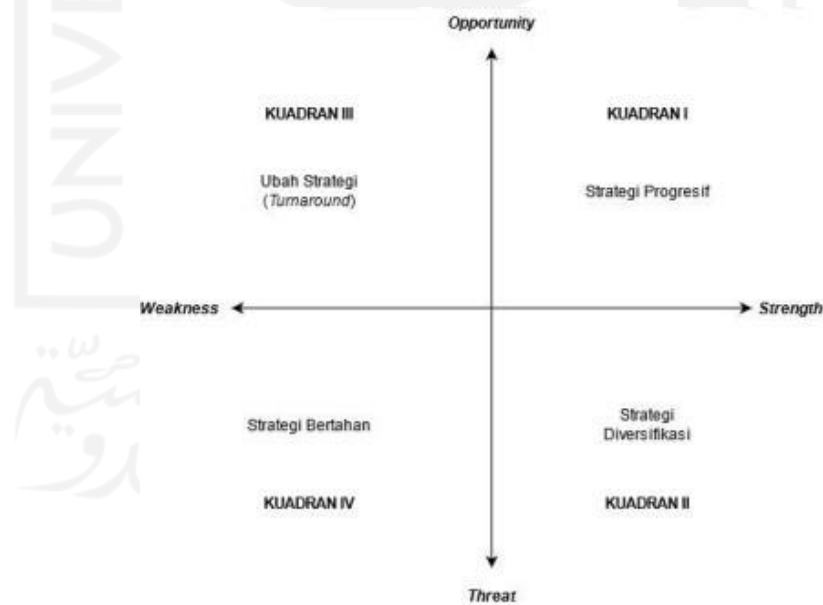 Opportunity
KUADRAN III
KUADRAN I
Ubah Strategi
(Turnaround)
Strategi Progresif
Weakness
Strength
Strategi Bertahan
Strategi
Diversifikasi
KUADRAN IV
KUADRAN II
Threat
UNIV